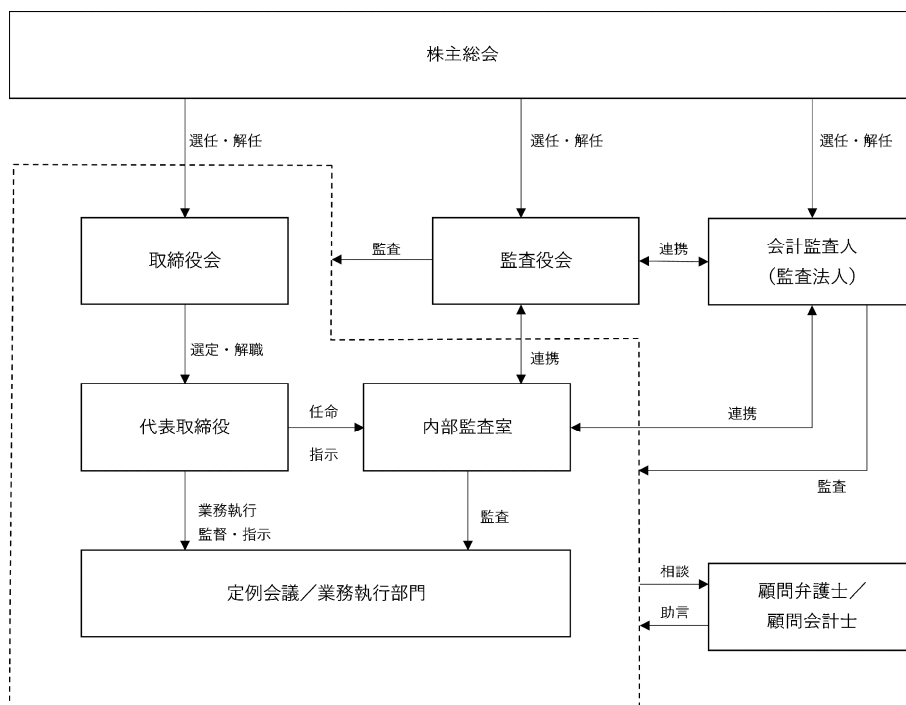 株主総会
選任・解任
選任・解任
選任・解任
取締役会
監査
監査役会
連携
会計監査人
（監査法人）
選定・解職
連携
代表取締役
任命
指示
内部監査室
連携
監査
業務執行
監督・指示
監査
定例会議／業務執行部門
相談
助言
顧問弁護士／
顧問会計士